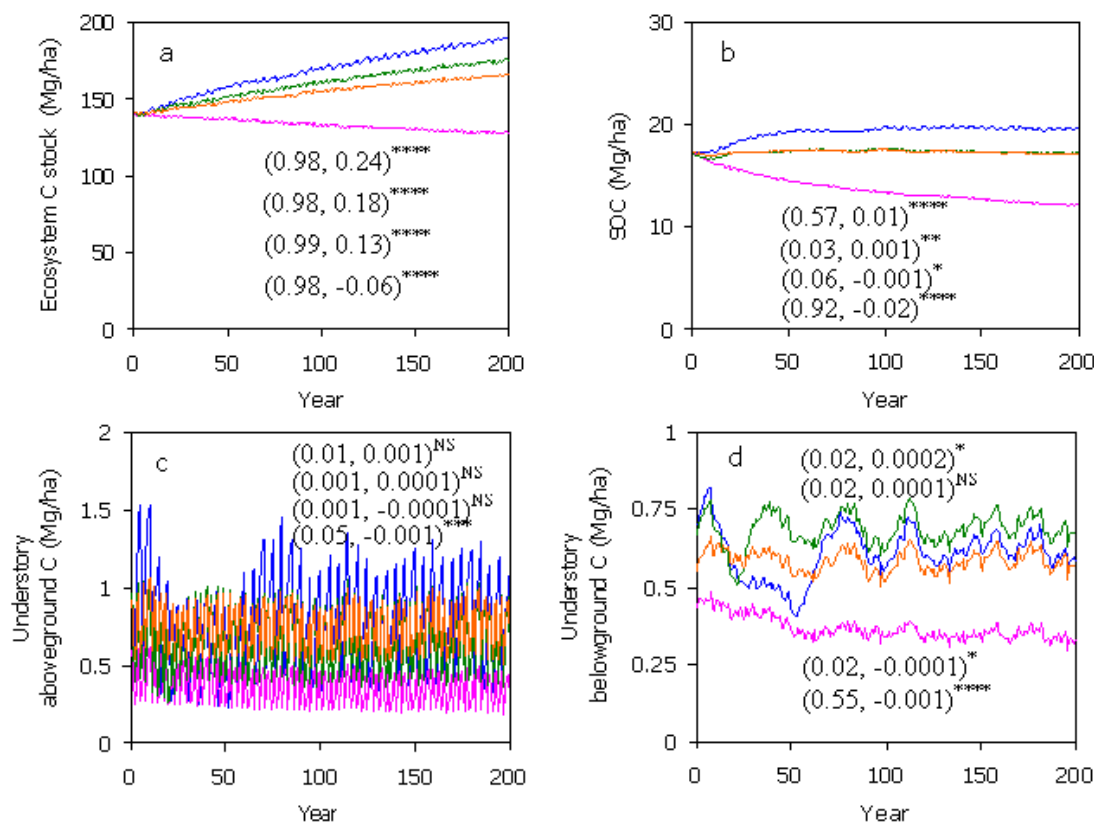 200
150
100
50
0
Ecosystem C stock (Mg/ha)
a
(0.98, 0.24)****
(0.98, 0.18)****
(0.99, 0.13)****
(0.98, -0.06)****
0 50 100 150 200
Year
30
20
10
0
SOC (Mg/ha)
b
(0.57, 0.01)****
(0.03, 0.001)**
(0.06, -0.001)*
(0.92, -0.02)****
0 50 100 150 200
Year
2
1.5
1
0.5
0
Understory
aboveground C (Mg/ha)
c
(0.01, 0.001)NS
(0.001, 0.0001)NS
(0.001, -0.0001)NS
(0.05, -0.001)***
0 50 100 150 200
Year
1
0.75
0.5
0.25
0
Understory
belowground C (Mg/ha)
d
(0.02, 0.0002)*
(0.02, 0.0001)NS
(0.02, -0.0001)*
(0.55, -0.001)****
0 50 100 150 200
Year